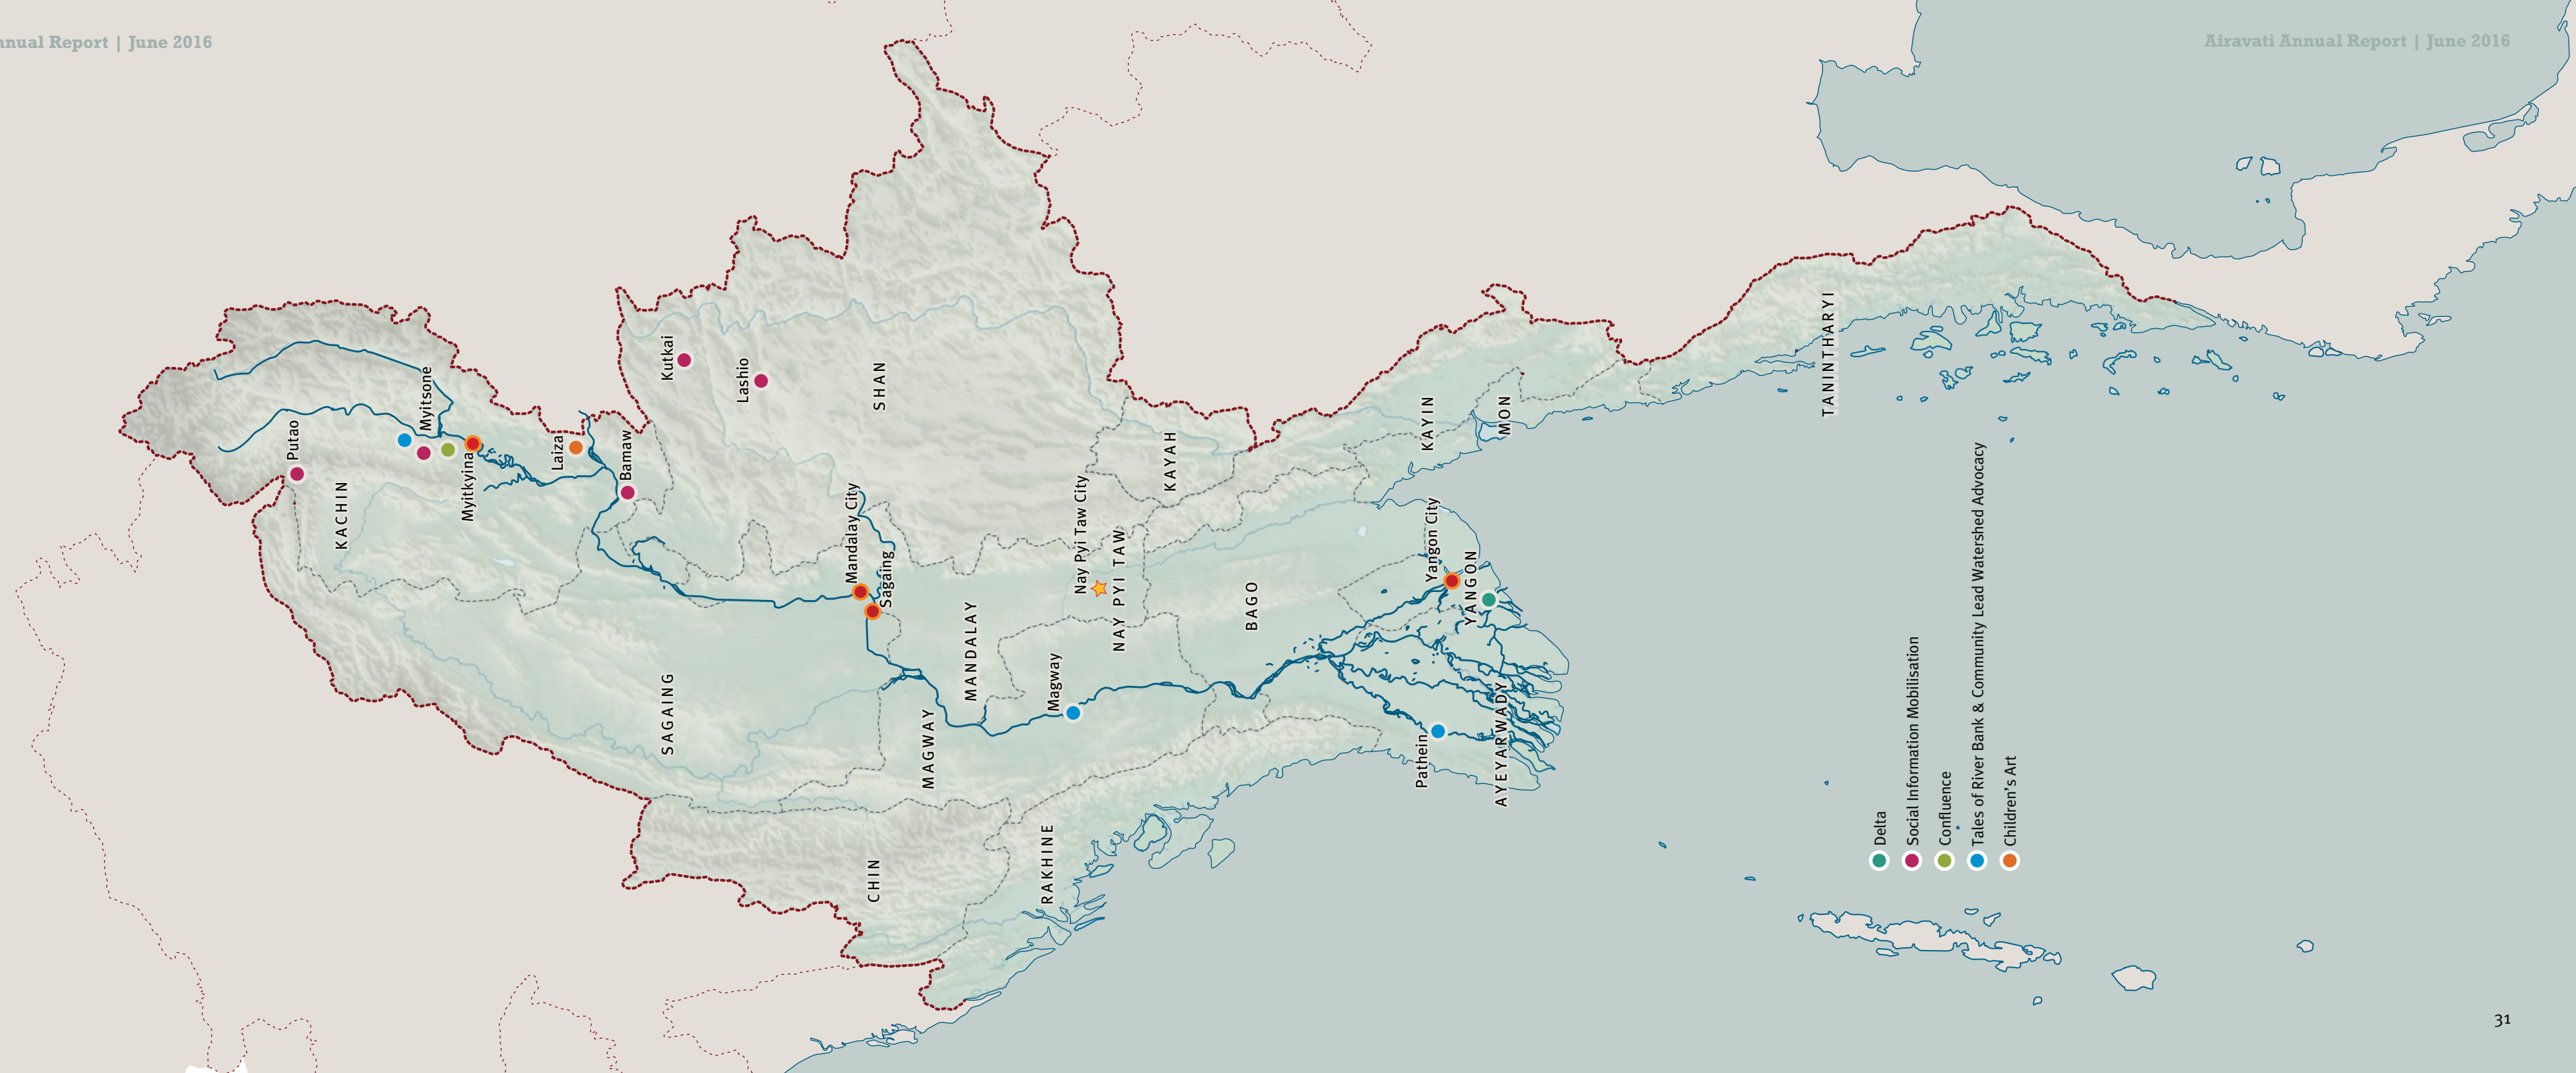 nnual Report | June 2016
Airavati Annual Report | June 2016
Putao
KACHIN
Myitsone
Myitkyina
Laiza
Bamaw
Kutkai
Lashio
SHAN
SAGAING
Mandalay City
Sagaing
CHIN
MAGWAY
MANDALAY
RAKHINE
Magway
Nay Pyi Taw City
NAY PYI TAW
KAYAH
BAGO
Pathein
KAYIN
Yangon City
YANGON
AYEYARWADY
MON
TANINTHARYI
Delta
Social Information Mobilisation
Confluence
Tales of River Bank & Community Lead Watershed Advocacy
Children's Art
31